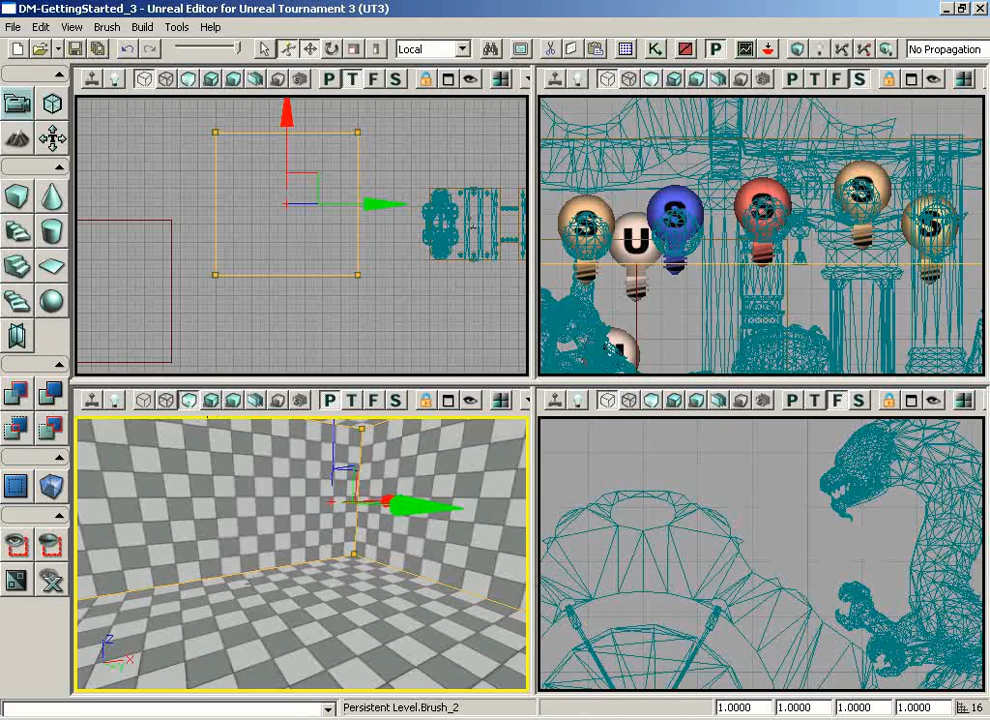 DM-GettingStarted_3 - Unreal Editor for Unreal Tournament 3 (UT3)
File Edit View Brush Build Tools Help
Local
P
No Propagation
P T F S
P T F S
S
U
S
S
S
S
P T F S
P T F S
Z
X
Y
Persistent Level.Brush_2
1.0000 1.0000 1.0000 1.0000 16